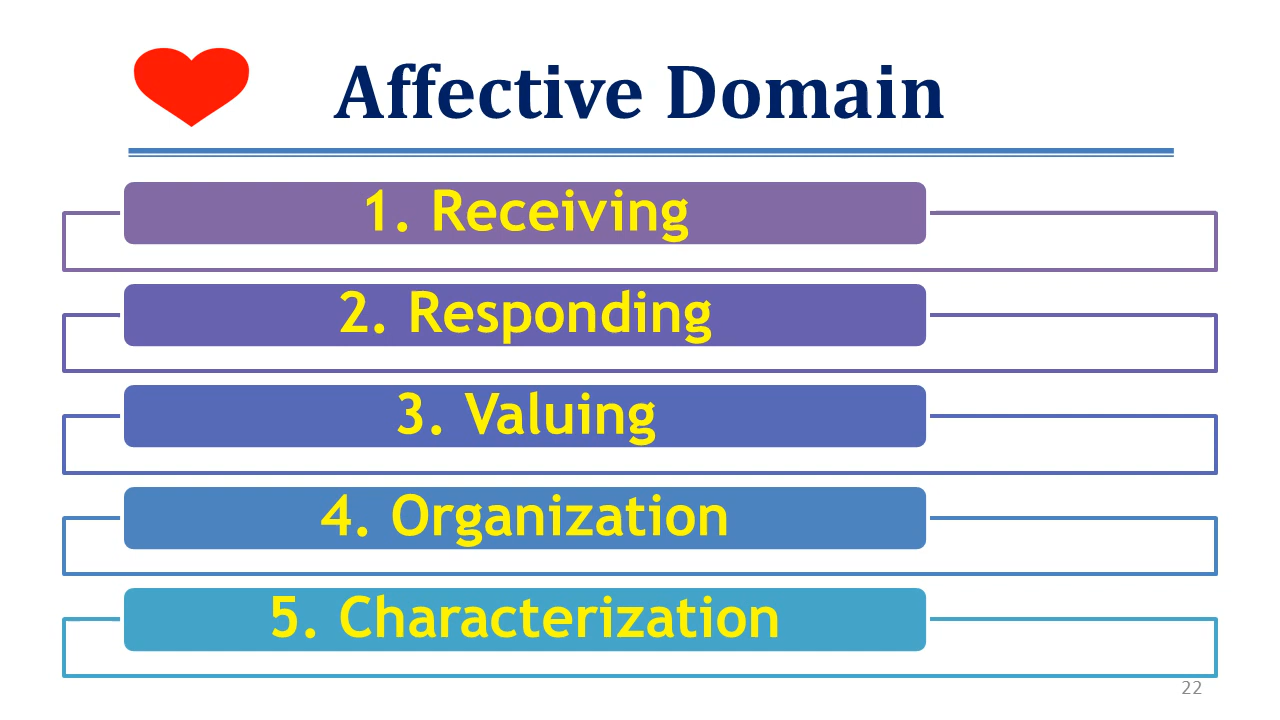 Affective Domain
1. Receiving
2. Responding
3. Valuing
4. Organization
5. Characterization
22